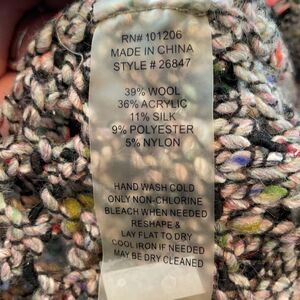 RN# 101206
MADE IN CHINA
STYLE # 26847
39% WOOL
36% ACRYLIC
11% SILK
9% POLYESTER
5% NYLON
HAND WASH COLD
ONLY NON-CHLORINE
BLEACH WHEN NEEDED
RESHAPE &
LAY FLAT TO DRY
COOL IRON IF NEEDED
MAY BE DRY CLEANED